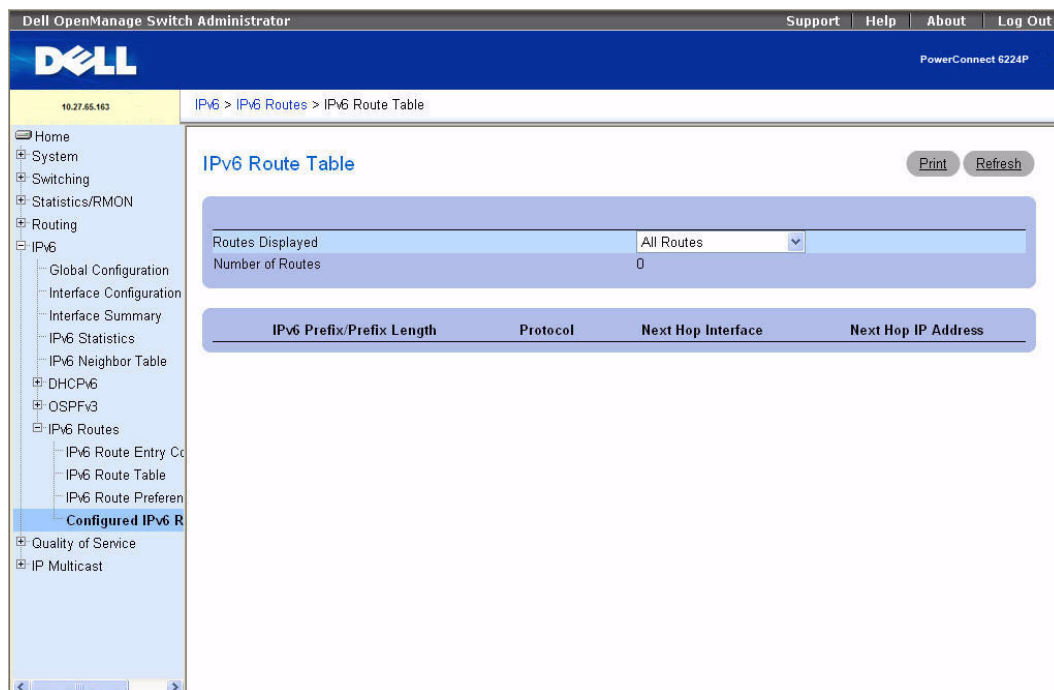 Dell OpenManage Switch Administrator
Support | Help | About | Log Out
DELL
PowerConnect 6224P
10.27.65.163
IPv6 > IPv6 Routes > IPv6 Route Table
Home
System
Switching
Statistics/RMON
Routing
IPv6
Global Configuration
Interface Configuration
Interface Summary
IPv6 Statistics
IPv6 Neighbor Table
DHCPv6
OSPFv3
IPv6 Routes
IPv6 Route Entry Co
IPv6 Route Table
IPv6 Route Preferen
Configured IPv6 R
Quality of Service
IP Multicast
IPv6 Route Table
Print Refresh
Routes Displayed All Routes
Number of Routes 0
IPv6 Prefix/Prefix Length Protocol Next Hop Interface Next Hop IP Address